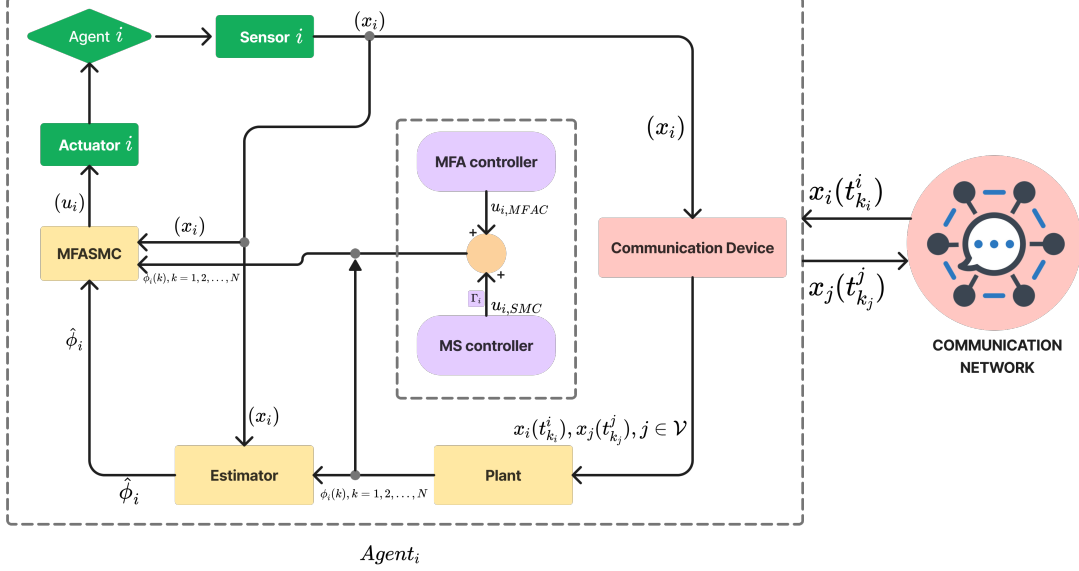 Agent i
Sensor i
(x_i)
Actuator i
(x_i)
MFA controller
u_{i,MFAC}
+
x_i(t^i_{k_i})
(u_i)
(x_i)
MFASMC
Communication Device
ϕ_i(k), k = 1, 2, . . . , N
+
Γ_i
u_{i,SMC}
x_j(t^j_{k_j})
ϕ̂_i
MS controller
COMMUNICATION
NETWORK
(x_i)
x_i(t^i_{k_i}), x_j(t^j_{k_j}), j ∈ 𝒱
Estimator
Plant
ϕ̂_i
ϕ_i(k), k = 1, 2, . . . , N
Agent_i